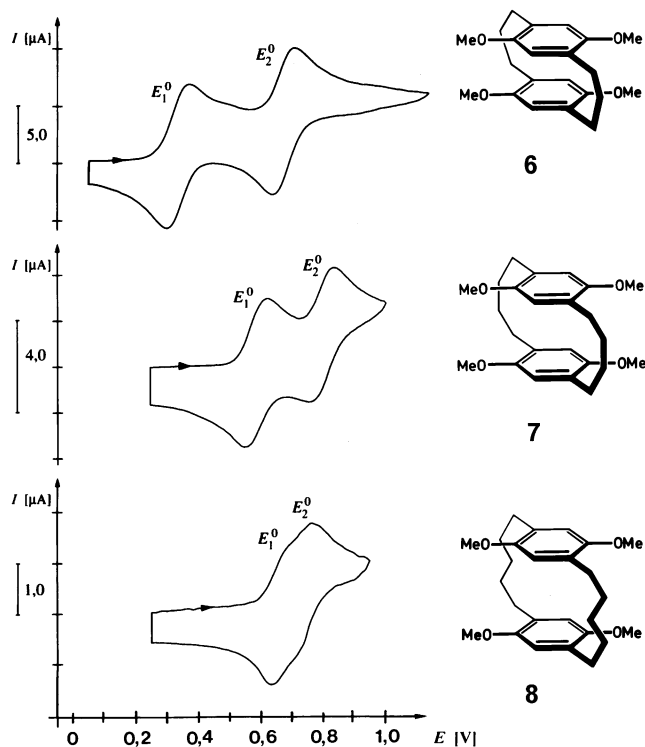 I [µA]
E₁⁰
E₂⁰
5,0
MeO
OMe
MeO
OMe
6
I [µA]
E₁⁰
E₂⁰
4,0
MeO
OMe
MeO
OMe
7
I [µA]
E₁⁰
E₂⁰
1,0
MeO
OMe
MeO
OMe
8
0 0,2 0,4 0,6 0,8 1,0 E [V]